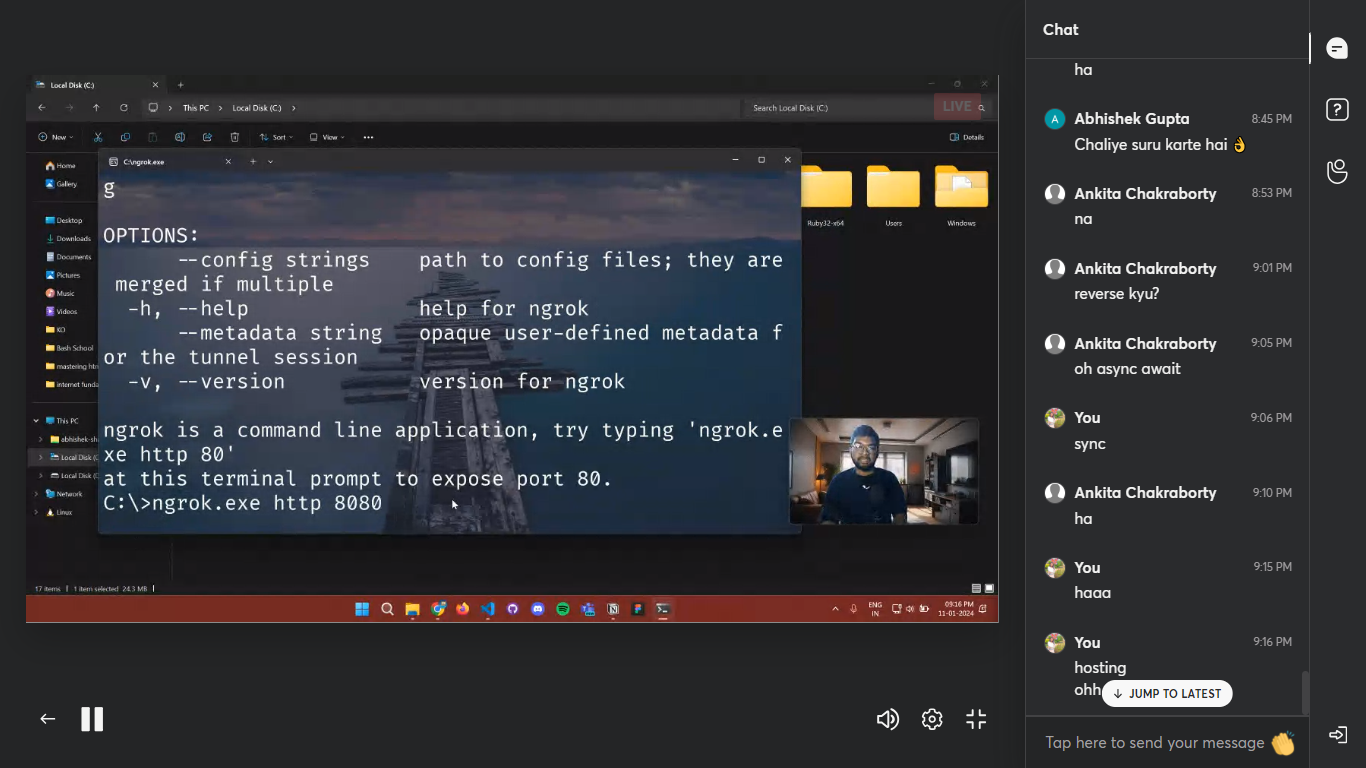 Local Disk (C:)
This PC
Local Disk (C:)
Search Local Disk (C:)
LIVE
New
Sort
View
Details
Home
Gallery
Desktop
Downloads
Documents
Pictures
Music
Videos
KO
Bash School
mastering htm
internet funda
This PC
abhishek-sha
Local Disk (C
Local Disk (
Network
Linux
Ruby32-x64
Users
Windows
C:\ngrok.exe
g
OPTIONS:
--config strings path to config files; they are
merged if multiple
-h, --help help for ngrok
--metadata string opaque user-defined metadata f
or the tunnel session
-v, --version version for ngrok
ngrok is a command line application, try typing 'ngrok.e
xe http 80'
at this terminal prompt to expose port 80.
C:\>ngrok.exe http 8080
17 items 1 item selected 24.3 MB
ENG
IN
09:16 PM
11-01-2024
Chat
ha
A Abhishek Gupta 8:45 PM
Chaliye suru karte hai 👌
Ankita Chakraborty 8:53 PM
na
Ankita Chakraborty 9:01 PM
reverse kyu?
Ankita Chakraborty 9:05 PM
oh async await
You 9:06 PM
sync
Ankita Chakraborty 9:10 PM
ha
You 9:15 PM
haaa
You 9:16 PM
hosting
ohh
JUMP TO LATEST
Tap here to send your message 👏